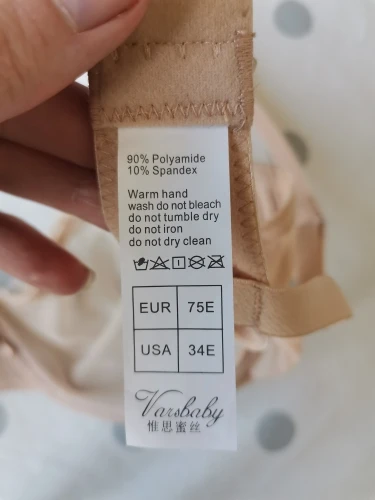 90% Polyamide
10% Spandex
Warm hand
wash do not bleach
do not tumble dry
do not iron
do not dry clean
EUR 75E
USA 34E
Varsbaby
惟思蜜丝